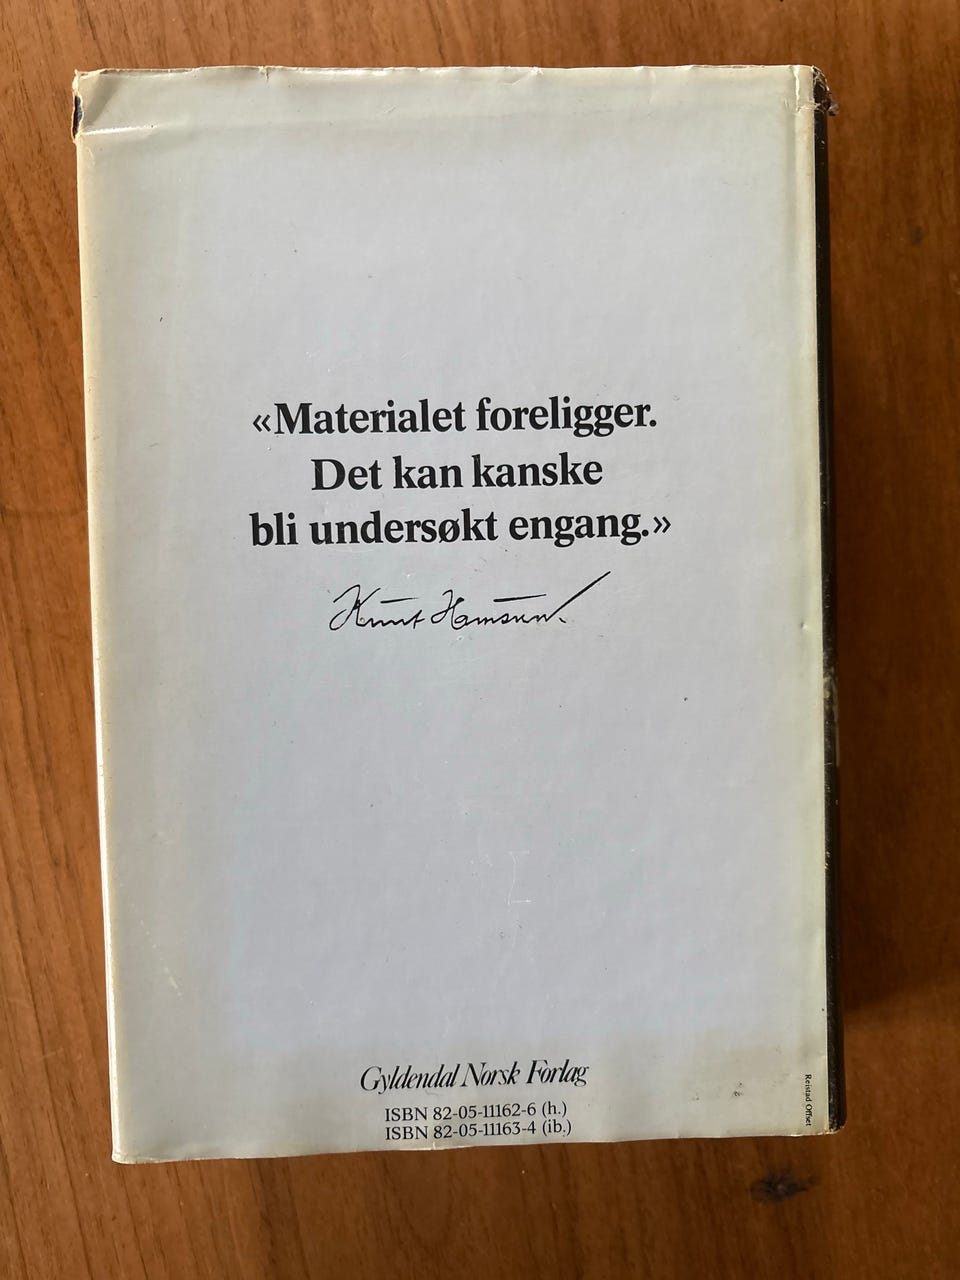 «Materialet foreligger.
Det kan kanske
bli undersøkt engang.»
Knut Hamsun.
Gyldendal Norsk Forlag
ISBN 82-05-11162-6 (h.)
ISBN 82-05-11163-4 (ib.)
Reistad Offset